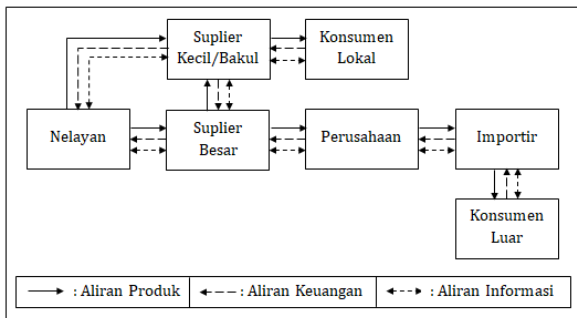 Suplier
Kecil/Bakul
Konsumen
Lokal
Nelayan
Suplier
Besar
Perusahaan
Importir
Konsumen
Luar
: Aliran Produk
: Aliran Keuangan
: Aliran Informasi